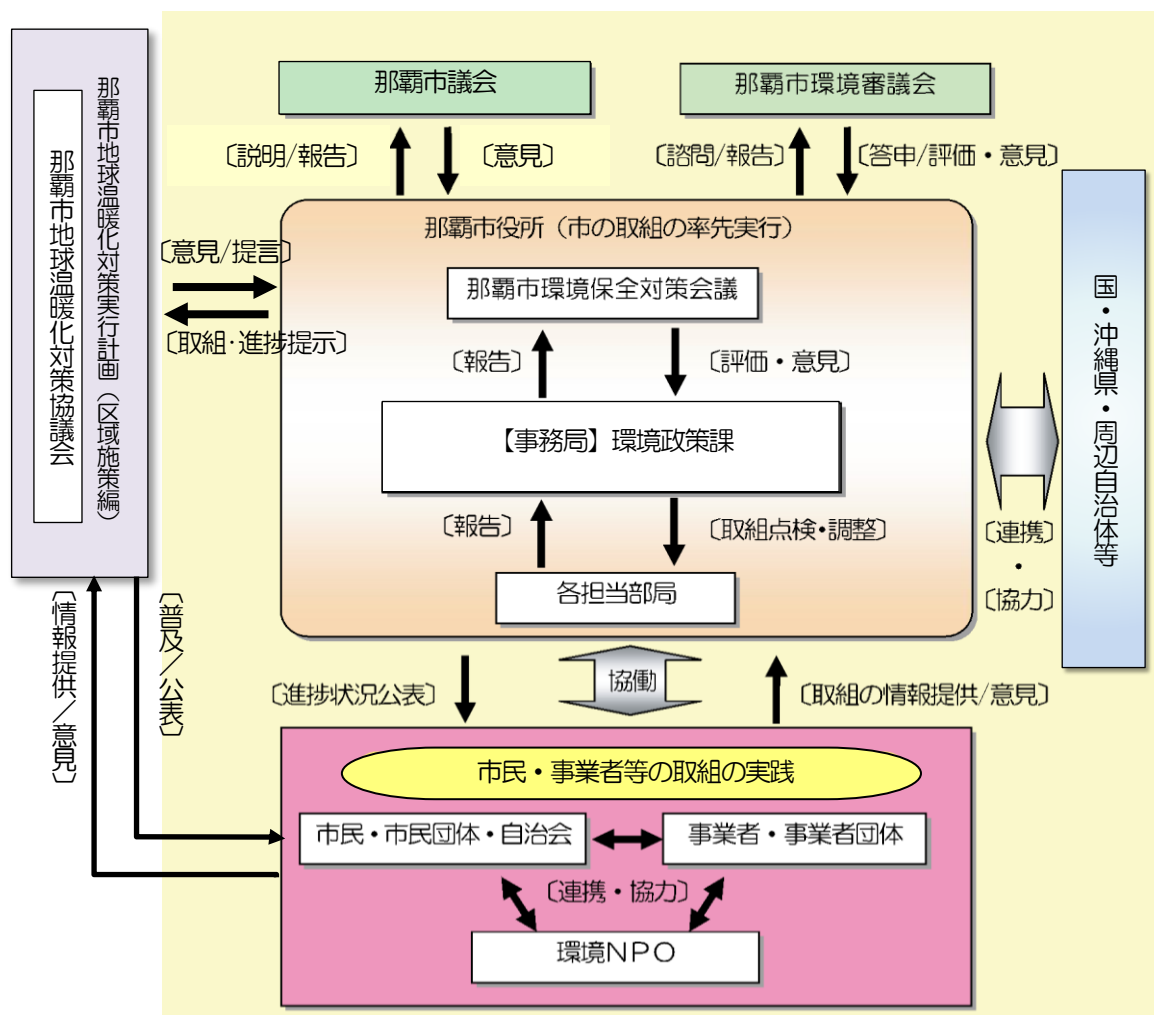 那覇市議会
那覇市環境審議会
〔説明/報告〕
〔意見〕
〔諮問/報告〕
〔答申/評価・意見〕
那覇市地球温暖化対策実行計画（区域施策編）
那覇市地球温暖化対策協議会
〔意見/提言〕
〔取組･進捗提示〕
那覇市役所（市の取組の率先実行）
那覇市環境保全対策会議
〔報告〕
〔評価・意見〕
【事務局】環境政策課
〔報告〕
〔取組点検・調整〕
各担当部局
国・沖縄県・周辺自治体等
〔連携〕
・
〔協力〕
〔情報提供／意見〕
〔普及／公表〕
〔進捗状況公表〕
協働
〔取組の情報提供/意見〕
市民・事業者等の取組の実践
市民・市民団体・自治会
事業者・事業者団体
〔連携・協力〕
環境ＮＰＯ